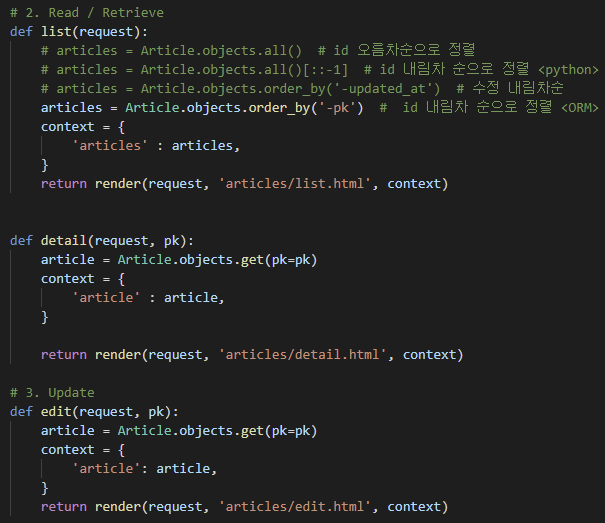 # 2. Read / Retrieve
def list(request):
    # articles = Article.objects.all()  # id 오름차순으로 정렬
    # articles = Article.objects.all()[::-1]  # id 내림차 순으로 정렬 <python>
    # articles = Article.objects.order_by('-updated_at')  # 수정 내림차순
    articles = Article.objects.order_by('-pk')  #  id 내림차 순으로 정렬 <ORM>
    context = {
        'articles' : articles,
    }
    return render(request, 'articles/list.html', context)
def detail(request, pk):
    article = Article.objects.get(pk=pk)
    context = {
        'article' : article,
    }
    return render(request, 'articles/detail.html', context)
# 3. Update
def edit(request, pk):
    article = Article.objects.get(pk=pk)
    context = {
        'article': article,
    }
    return render(request, 'articles/edit.html', context)